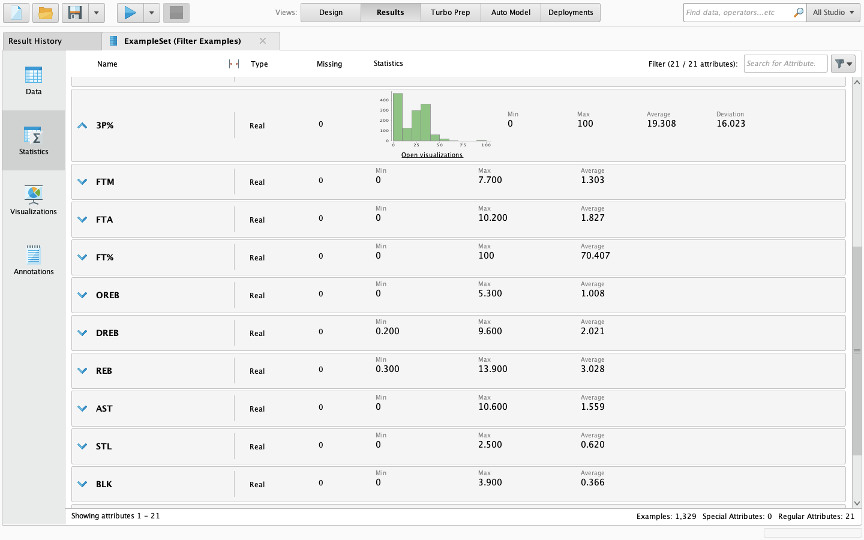 Views: Design Results Turbo Prep Auto Model Deployments Find data, operators...etc All Studio
Result History ExampleSet (Filter Examples)
Name Type Missing Statistics Filter (21 / 21 attributes): Search for Attribute.
Data
Statistics
Visualizations
Annotations
3P% Real 0 Min 0 Max 100 Average 19.308 Deviation 16.023
400
300
200
100
0
0 25 50 75 100
Open visualizations
FTM Real 0 Min 0 Max 7.700 Average 1.303
FTA Real 0 Min 0 Max 10.200 Average 1.827
FT% Real 0 Min 0 Max 100 Average 70.407
OREB Real 0 Min 0 Max 5.300 Average 1.008
DREB Real 0 Min 0.200 Max 9.600 Average 2.021
REB Real 0 Min 0.300 Max 13.900 Average 3.028
AST Real 0 Min 0 Max 10.600 Average 1.559
STL Real 0 Min 0 Max 2.500 Average 0.620
BLK Real 0 Min 0 Max 3.900 Average 0.366
Showing attributes 1 - 21 Examples: 1,329 Special Attributes: 0 Regular Attributes: 21